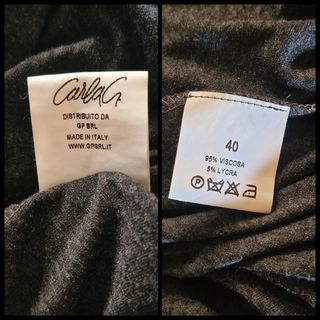 CarlaG.
DISTRIBUITO DA
GP SRL
MADE IN ITALY
WWW.GPSRL.IT
40
95% VISCOSA
5% LYCRA
P